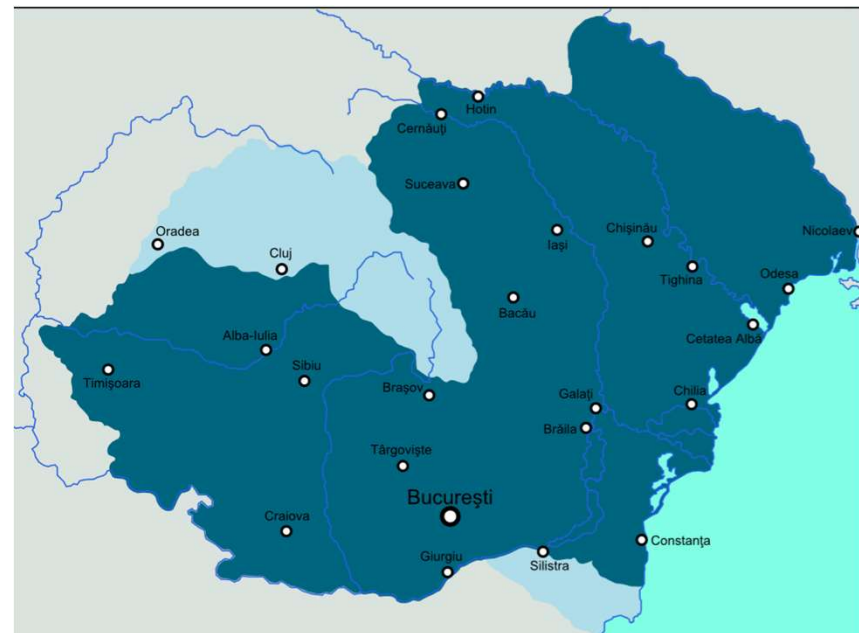 Hotin
Cernăuți
Suceava
Oradea
Cluj
Iași
Chișinău
Nicolaev
Tighina
Odesa
Bacău
Cetatea Albă
Alba-Iulia
Sibiu
Timișoara
Brașov
Galați
Chilia
Brăila
Târgoviște
București
Craiova
Constanța
Giurgiu
Silistra